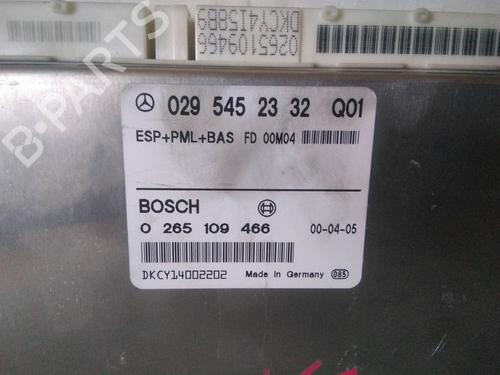 0265109466
DKCY4I58B9
029 545 23 32 Q01
ESP+PML+BAS FD 00M04
BOSCH
0 265 109 466 00-04-05
DKCY14002202 Made in Germany 085
B-PARTS